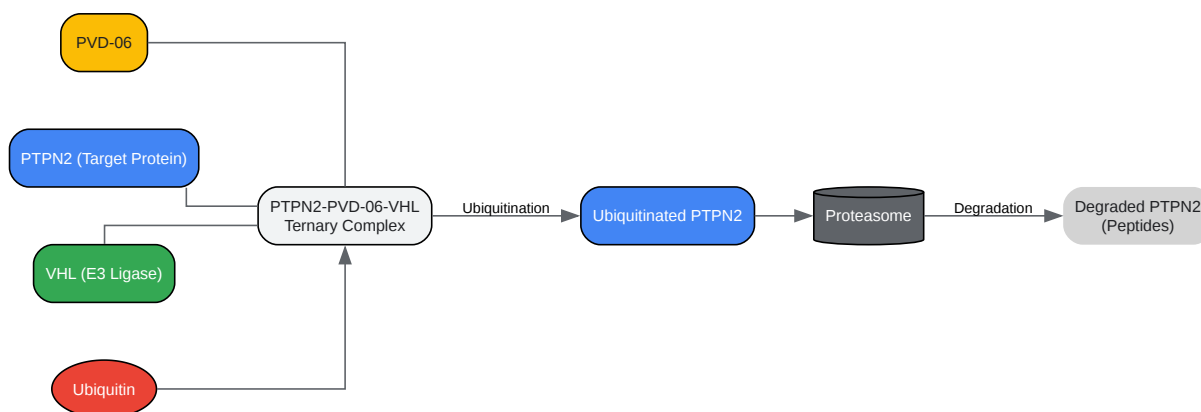 PVD-06
PTPN2 (Target Protein)
VHL (E3 Ligase)
Ubiquitin
PTPN2-PVD-06-VHL
Ternary Complex
Ubiquitination
Ubiquitinated PTPN2
Proteasome
Degradation
Degraded PTPN2
(Peptides)